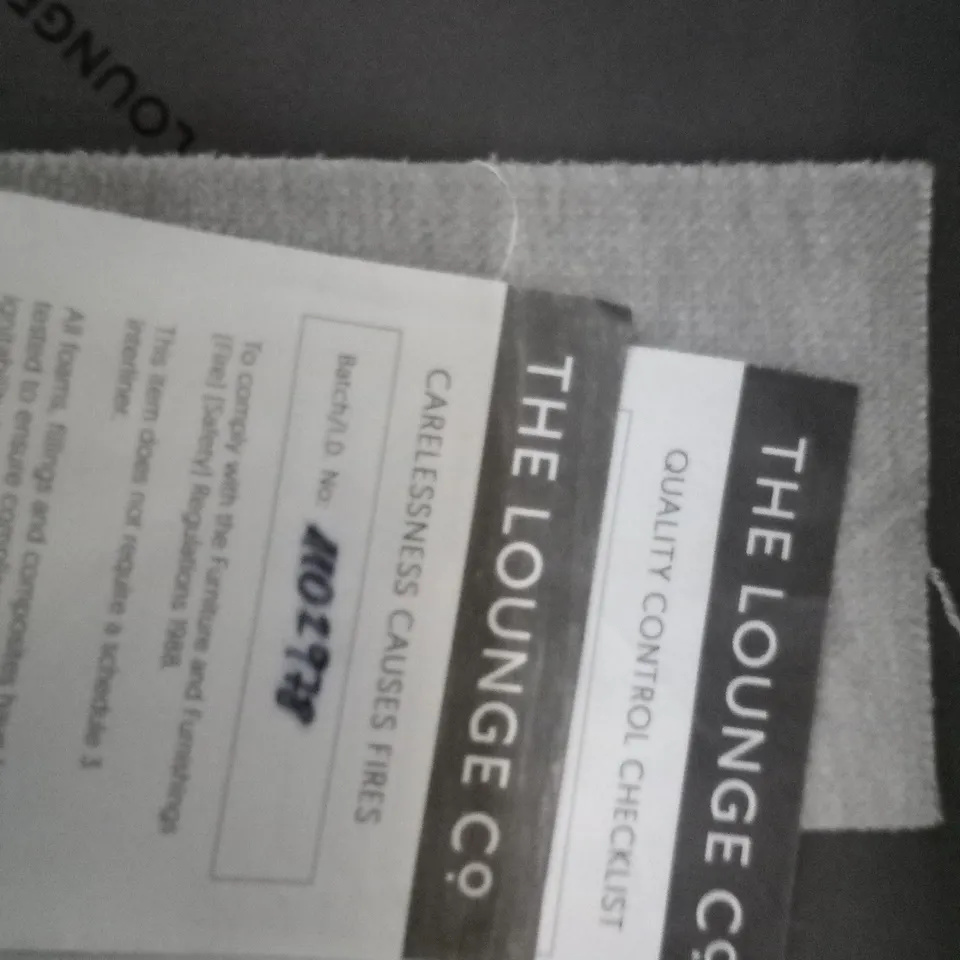 LOUNGE
THE LOUNGE CO
QUALITY CONTROL CHECKLIST
THE LOUNGE CO
CARELESSNESS CAUSES FIRES
Batch/I.D. No:
To comply with the Furniture and Furnishings
(Fire) (Safety) Regulations 1988.
This item does not require a schedule 3
interliner.
All foams, fillings and composites have
tested to ensure